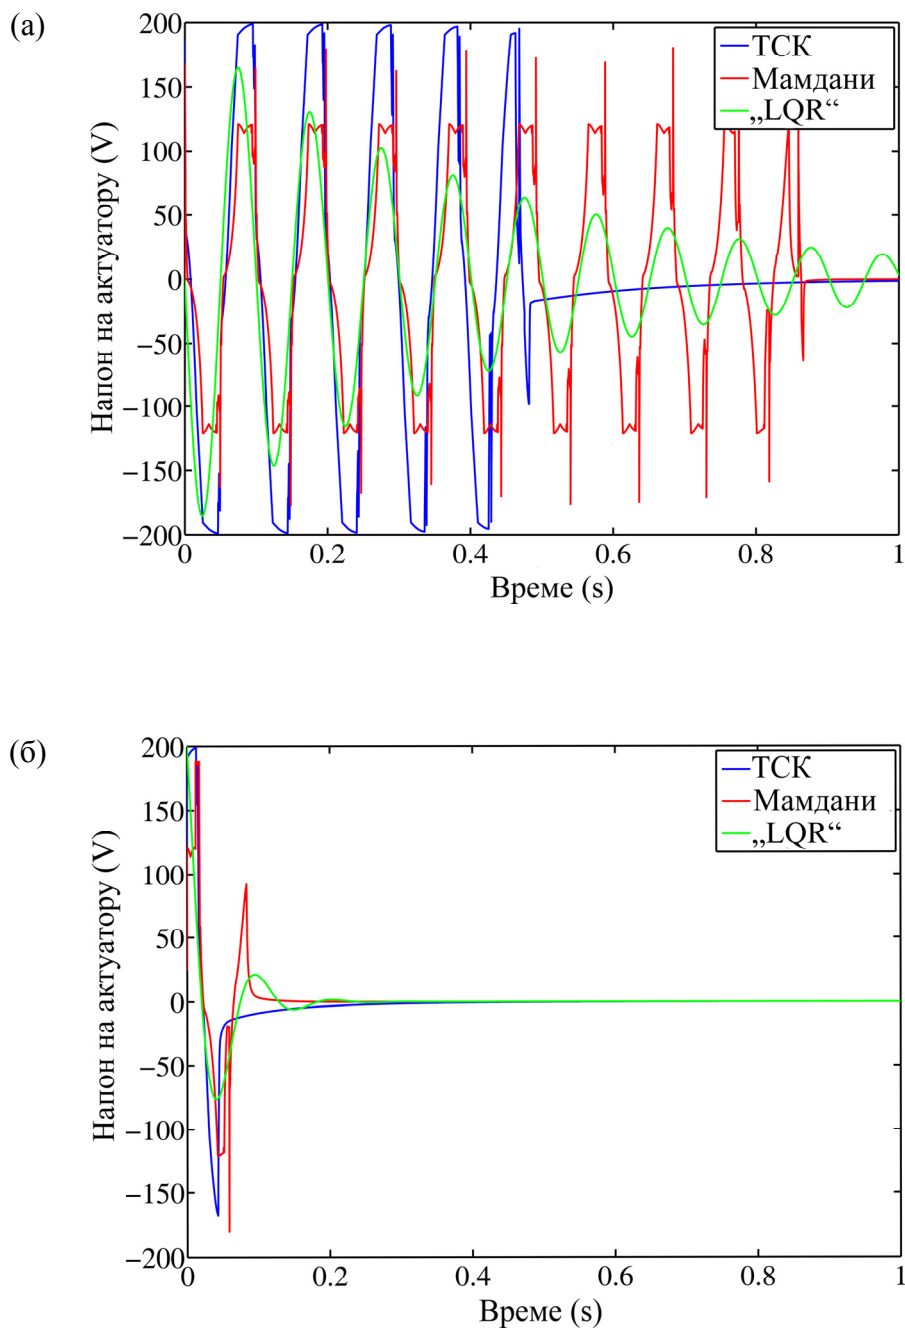 (а)
200
150
100
50
0
−50
−100
−150
−200
Напон на актуатору (V)
ТСК
Мамдани
„LQR“
0
0.2
0.4
0.6
0.8
1
Време (s)
(б)
200
150
100
50
0
−50
−100
−150
−200
Напон на актуатору (V)
ТСК
Мамдани
„LQR“
0
0.2
0.4
0.6
0.8
1
Време (s)